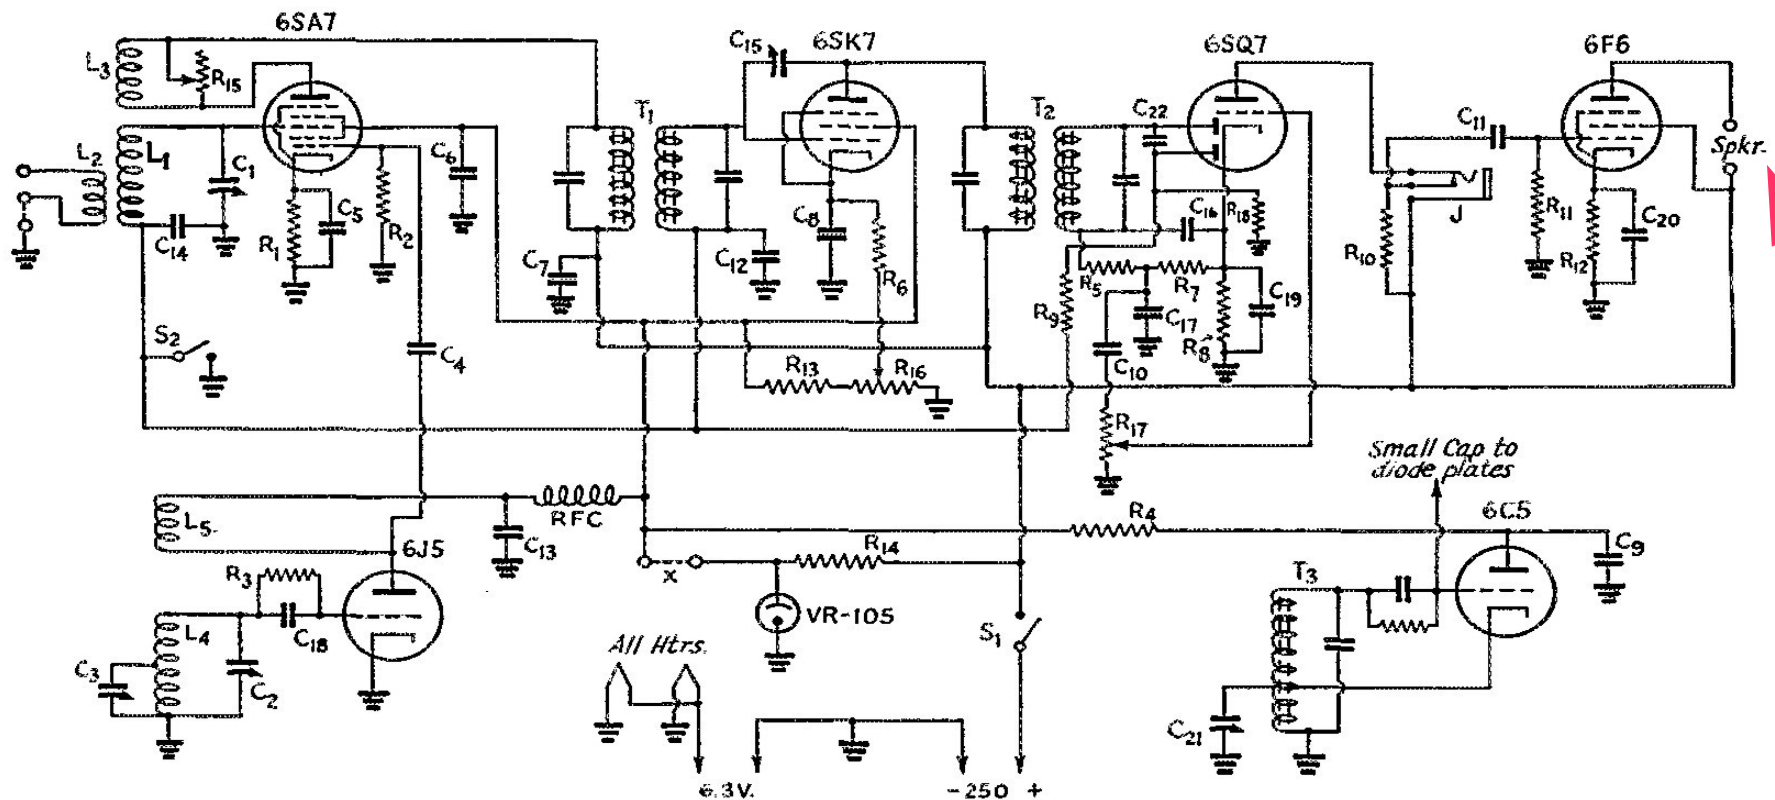 6SA7
6SK7
6SQ7
6F6
L3
R15
C15
T1
T2
C22
C11
Spkr.
L2
L1
C1
C6
C14
R1
C5
R2
C7
C12
C8
R6
C16
R18
R5
R7
C19
R9
C17
R8
C10
R10
J
R11
R12
C20
S2
C4
R13
R16
R17
Small Cap to
diode plates
L5
RFC
C13
R4
6C5
C9
6J5
R14
X
R3
C18
L4
C3
C2
VR-105
All Htrs.
S1
T3
C21
6.3V.
-250 +